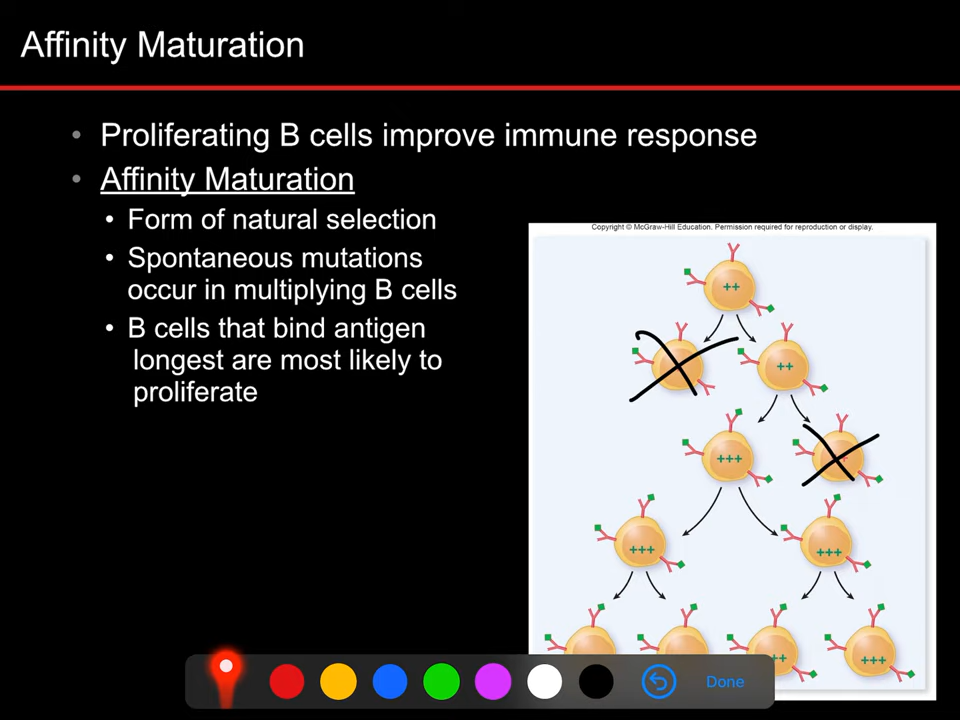 Affinity Maturation
• Proliferating B cells improve immune response
• Affinity Maturation
• Form of natural selection
• Spontaneous mutations
occur in multiplying B cells
• B cells that bind antigen
longest are most likely to
proliferate
Copyright © McGraw-Hill Education. Permission required for reproduction or display.
++
++
+++
+++
+++
++
+++
Done